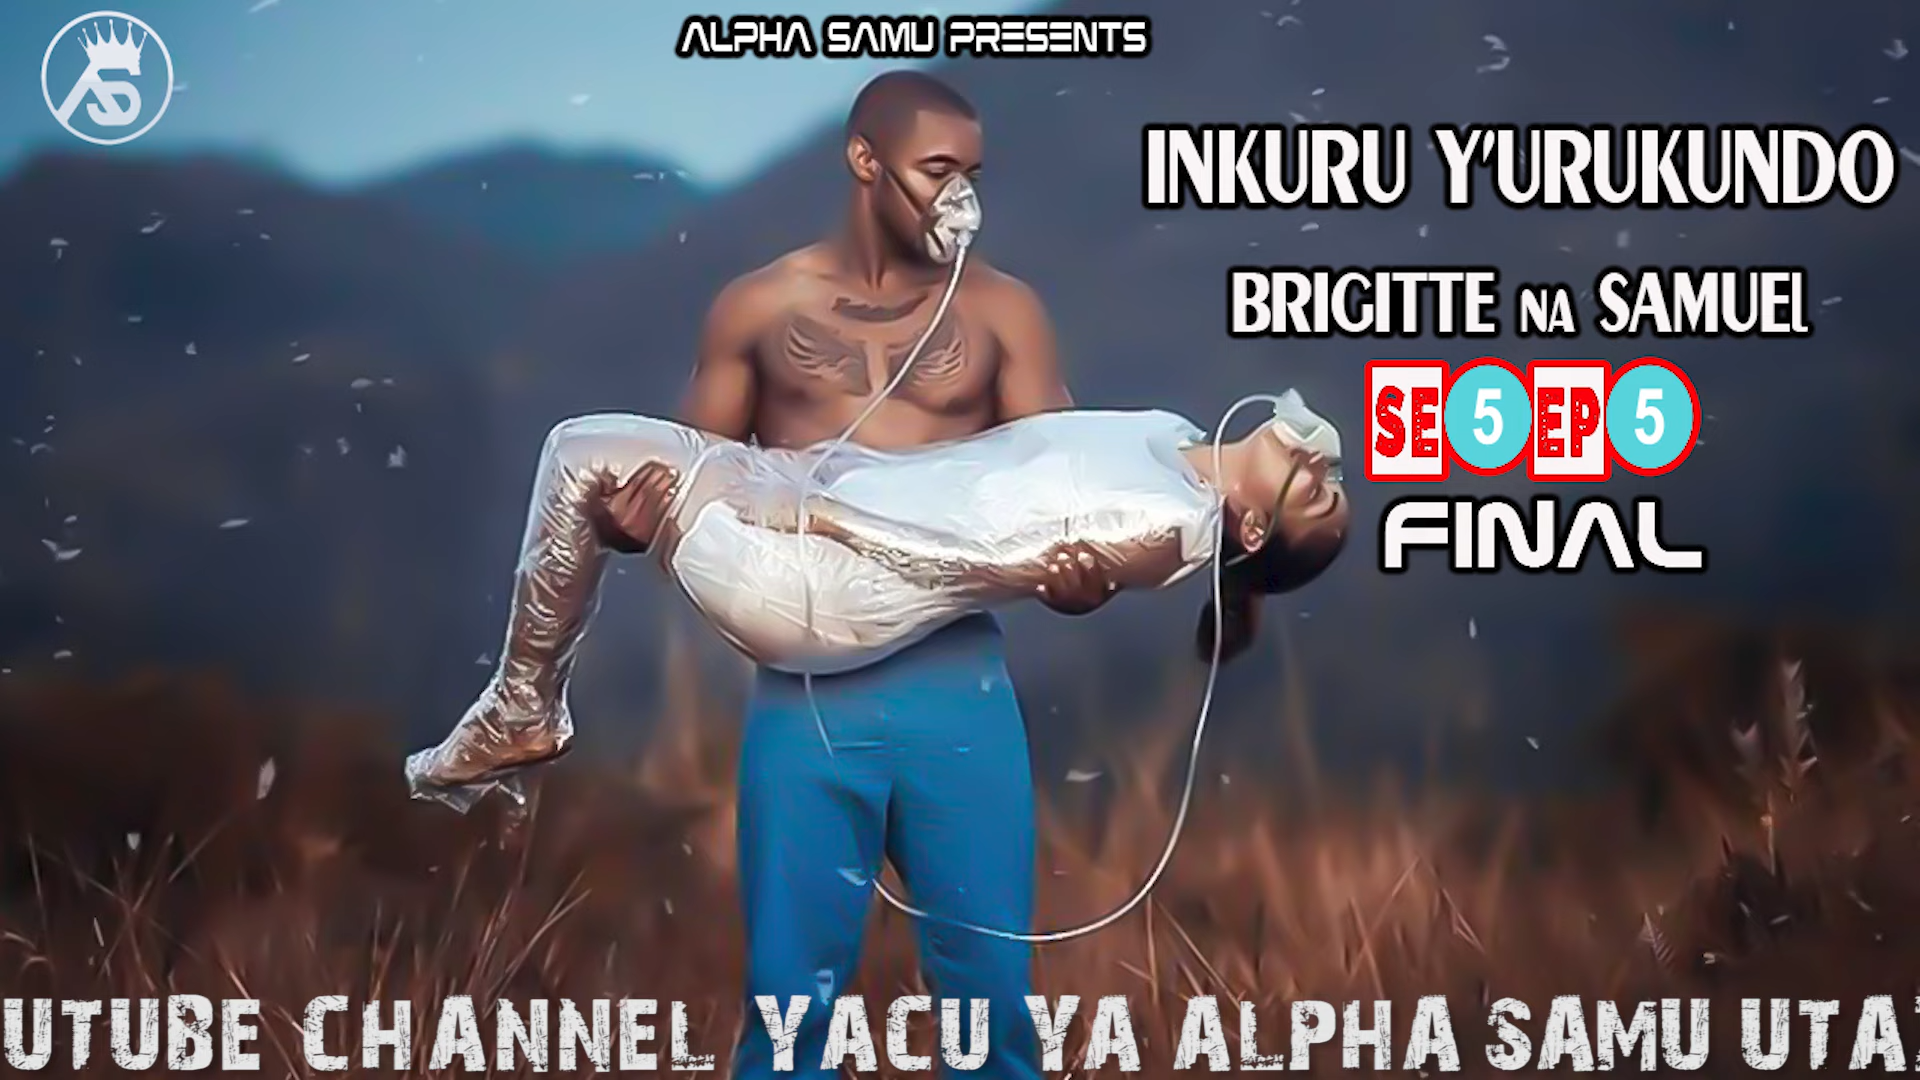 ALPHA SAMU PRESENTS
AS
INKURU Y'URUKUNDO
BRIGITTE NA SAMUEl
SE 5 EP 5
FINAL
UTUBE CHANNEL YACU YA ALPHA SAMU UTA